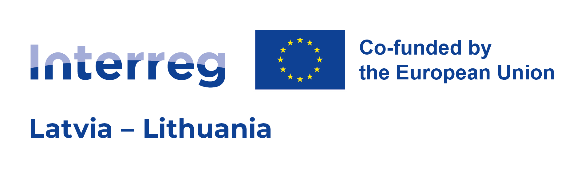 Interreg
Co-funded by
the European Union
Latvia – Lithuania